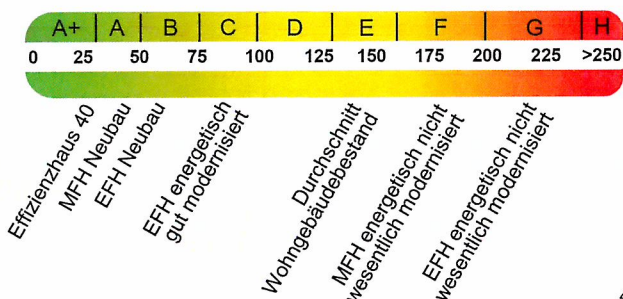 A+ A B C D E F G H
0 25 50 75 100 125 150 175 200 225 >250
Effizienzhaus 40
MFH Neubau
EFH Neubau
EFH energetisch
gut modernisiert
Durchschnitt
Wohngebäudebestand
MFH energetisch nicht
wesentlich modernisiert
EFH energetisch nicht
wesentlich modernisiert